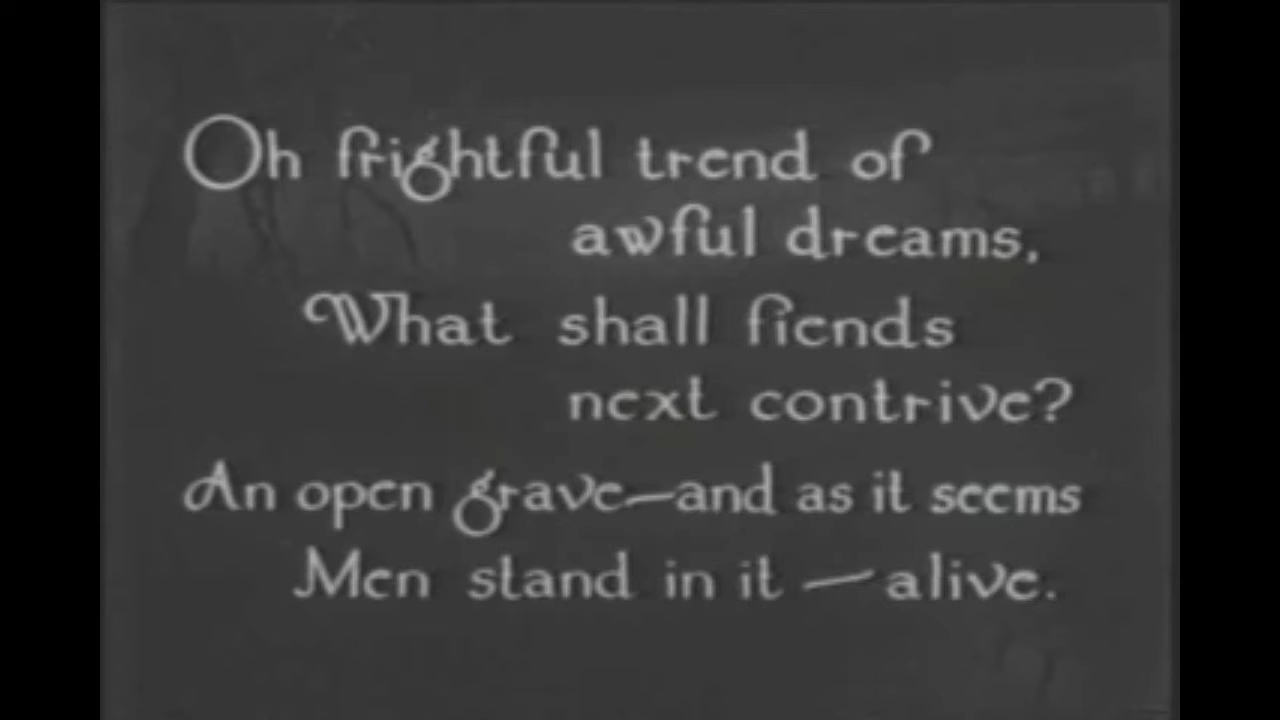 Oh frightful trend of
awful dreams,
What shall fiends
next contrive?
An open grave—and as it seems
Men stand in it — alive.